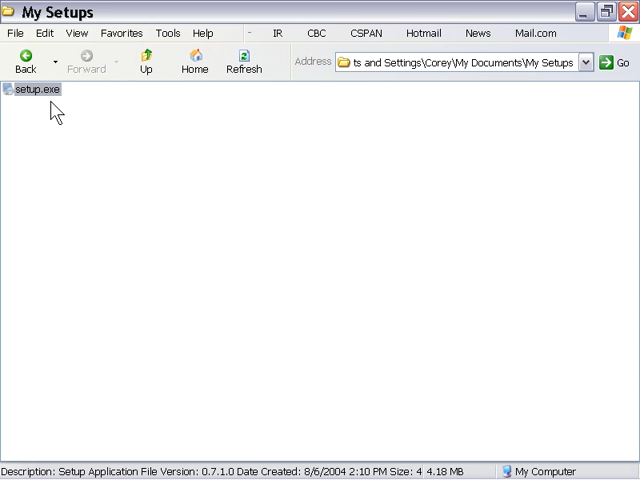 My Setups
File Edit View Favorites Tools Help - IR CBC CSPAN Hotmail News Mail.com
Back Forward Up Home Refresh Address ts and Settings\Corey\My Documents\My Setups Go
setup.exe
Description: Setup Application File Version: 0.7.1.0 Date Created: 8/6/2004 2:10 PM Size: 4 4.18 MB My Computer